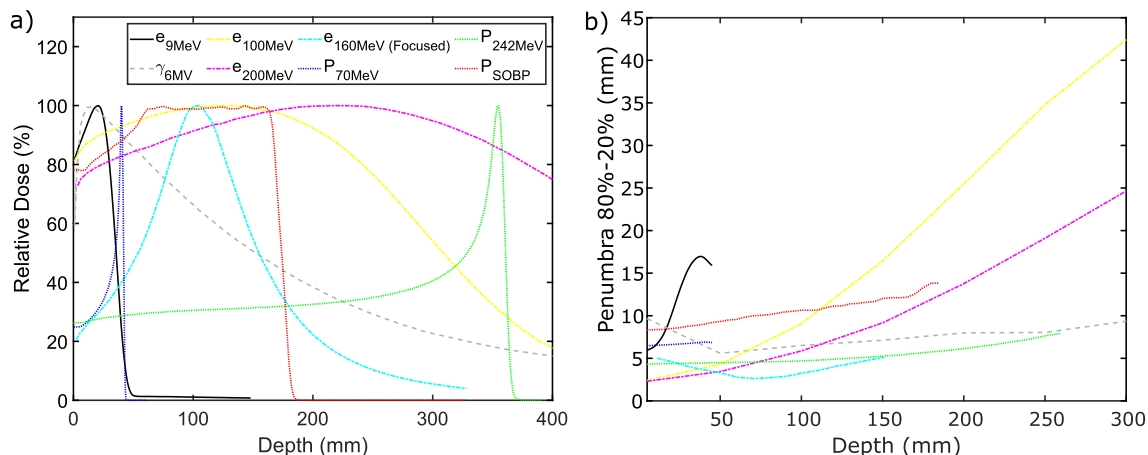 a)
120
100
80
60
40
20
0
Relative Dose (%)
e9MeV
e100MeV
e160MeV (Focused)
P242MeV
γ6MV
e200MeV
P70MeV
PSOBP
0 100 200 300 400
Depth (mm)
b)
45
40
35
30
25
20
15
10
5
0
Penumbra 80%-20% (mm)
50 100 150 200 250 300
Depth (mm)